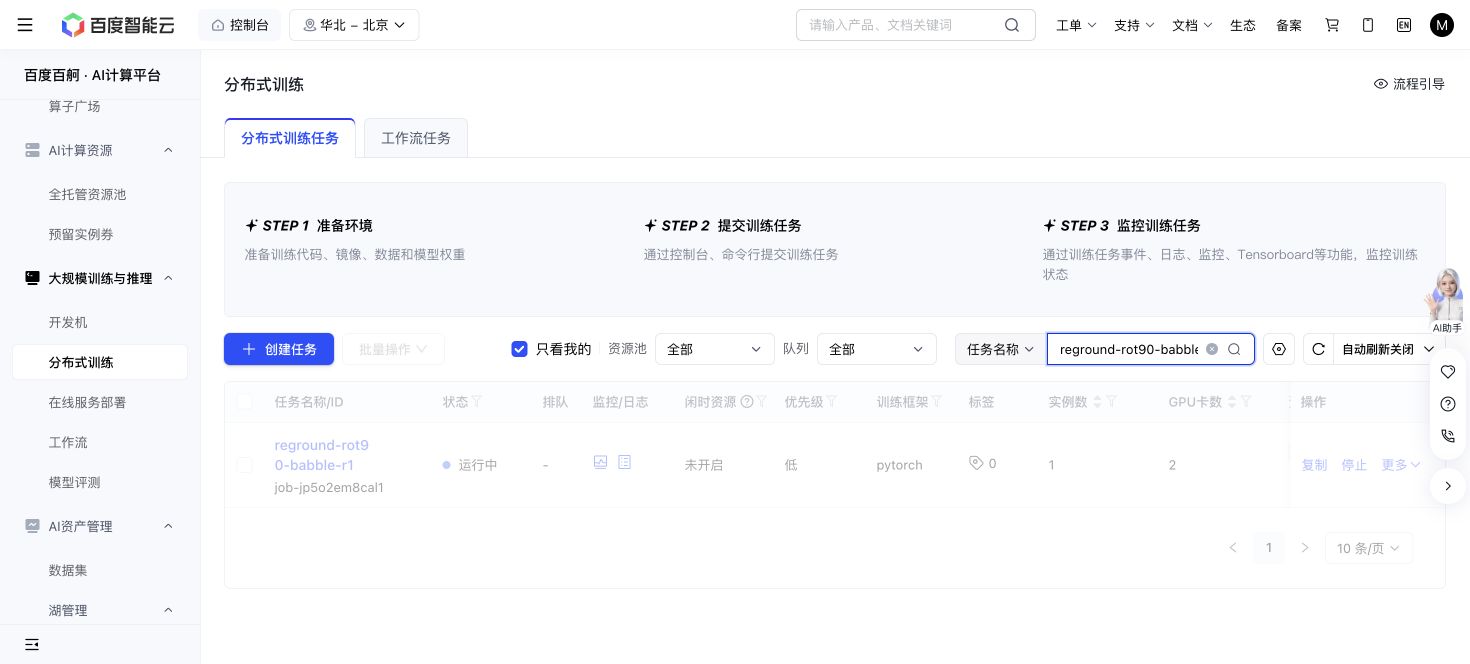 百度智能云
控制台
华北 – 北京
请输入产品、文档关键词
工单
支持
文档
生态
备案
EN
M
百度百舸 · AI计算平台
算子广场
AI计算资源
全托管资源池
预留实例券
大规模训练与推理
开发机
分布式训练
在线服务部署
工作流
模型评测
AI资产管理
数据集
湖管理
分布式训练
流程引导
分布式训练任务
工作流任务
STEP 1 准备环境
准备训练代码、镜像、数据和模型权重
STEP 2 提交训练任务
通过控制台、命令行提交训练任务
STEP 3 监控训练任务
通过训练任务事件、日志、监控、Tensorboard等功能，监控训练
状态
AI助手
创建任务
批量操作
只看我的
资源池
全部
队列
全部
任务名称
reground-rot90-babble
自动刷新关闭
任务名称/ID 状态 排队 监控/日志 闲时资源 优先级 训练框架 标签 实例数 GPU卡数 操作
reground-rot9
0-babble-r1
job-jp5o2em8cal1
运行中 - 未开启 低 pytorch 0 1 2 复制 停止 更多
1
10 条/页